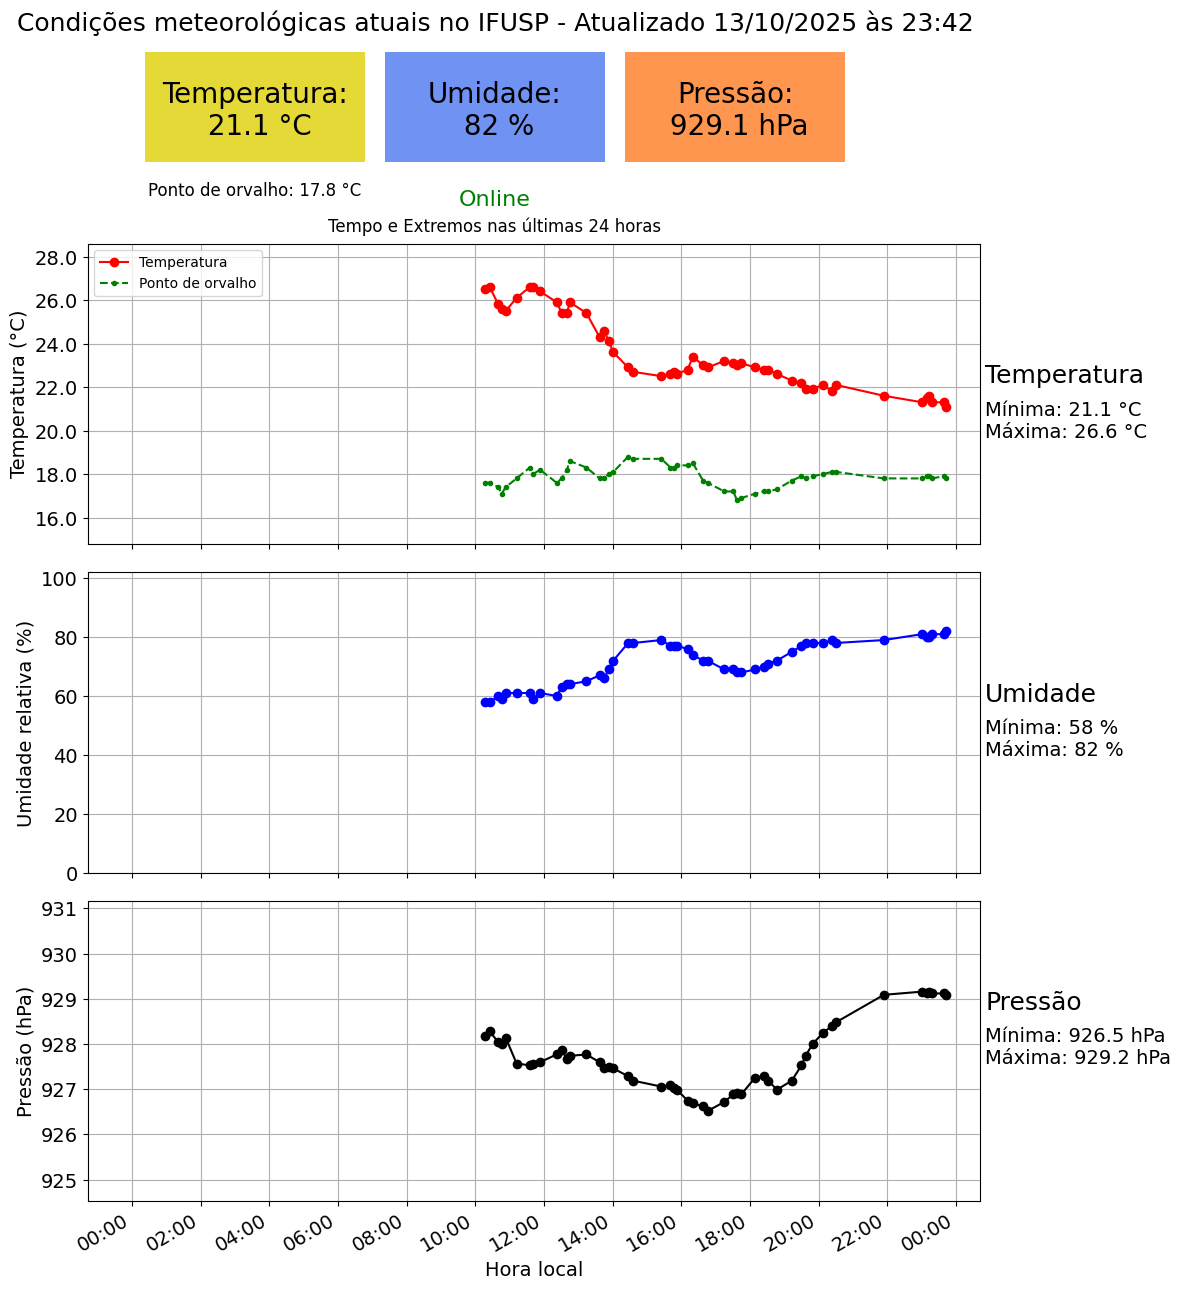 Condições meteorológicas atuais no IFUSP - Atualizado 13/10/2025 às 23:42
Temperatura:
21.1 °C
Umidade:
82 %
Pressão:
929.1 hPa
Ponto de orvalho: 17.8 °C
Online
Tempo e Extremos nas últimas 24 horas
Temperatura
Ponto de orvalho
28.0
26.0
24.0
22.0
20.0
18.0
16.0
Temperatura (°C)
Temperatura
Mínima: 21.1 °C
Máxima: 26.6 °C
100
80
60
40
20
0
Umidade relativa (%)
Umidade
Mínima: 58 %
Máxima: 82 %
931
930
929
928
927
926
925
Pressão (hPa)
Pressão
Mínima: 926.5 hPa
Máxima: 929.2 hPa
00:00
02:00
04:00
06:00
08:00
10:00
12:00
14:00
16:00
18:00
20:00
22:00
00:00
Hora local